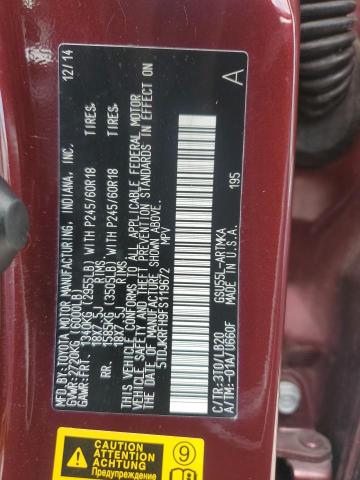 MFD BY: TOYOTA MOTOR MANUFACTURING, INDIANA, INC. 12/14
GVWR: 2720KG (6000LB)
GAWR: FRT. 1340KG (2955LB) WITH P245/60R18 TIRES,
18X7.5J RIMS
RR. 1585KG (3505LB) WITH P245/60R18 TIRES,
18X7.5J RIMS
THIS VEHICLE CONFORMS TO ALL APPLICABLE FEDERAL MOTOR
VEHICLE SAFETY AND THEFT PREVENTION STANDARDS IN EFFECT
ON THE DATE OF MANUFACTURE SHOWN ABOVE.
5TDJKRFH9FS119672 MPV
A
195
C/TR: 3T0/LB20 GSU55L-ARTMKA
A/TM: -01A/U660F MADE IN U.S.A.
CAUTION
ATTENTION
ACHTUNG
9